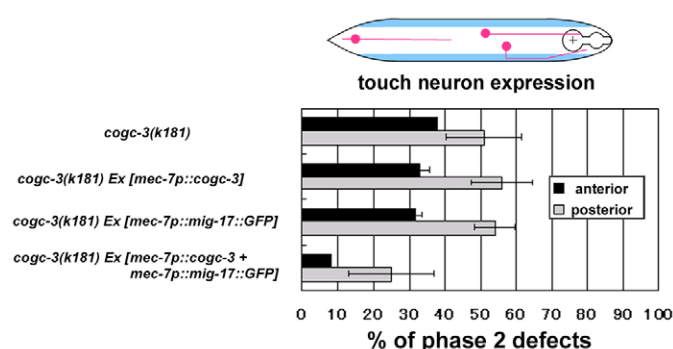 touch neuron expression
cogc-3(k181)
cogc-3(k181) Ex [mec-7p::cogc-3]
cogc-3(k181) Ex [mec-7p::mig-17::GFP]
cogc-3(k181) Ex [mec-7p::cogc-3 +
mec-7p::mig-17::GFP]
anterior
posterior
0 10 20 30 40 50 60 70 80 90 100
% of phase 2 defects